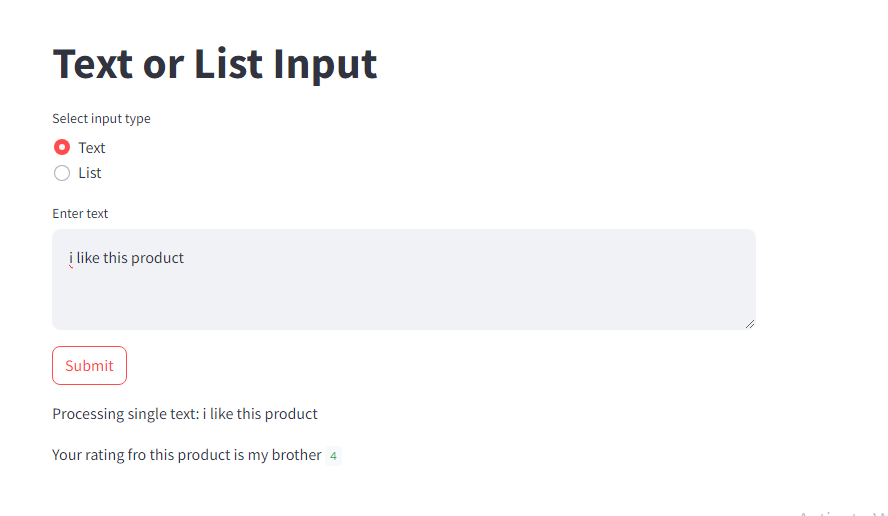 Text or List Input
Select input type
Text
List
Enter text
i like this product
Submit
Processing single text: i like this product
Your rating fro this product is my brother 4